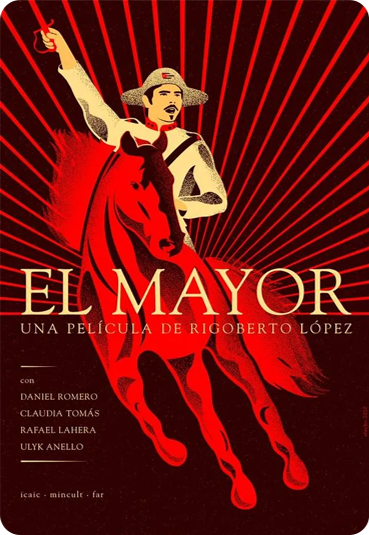 EL MAYOR
UNA PELÍCULA DE RIGOBERTO LÓPEZ
con
DANIEL ROMERO
CLAUDIA TOMÁS
RAFAEL LAHERA
ULYK ANELLO
icaic · mincult · far